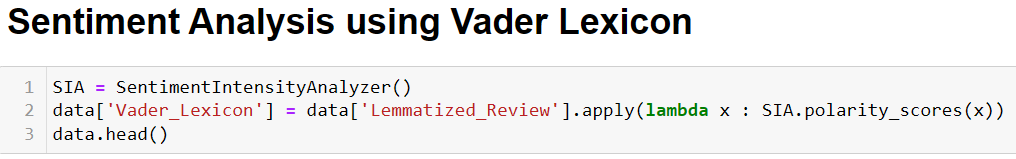 Sentiment Analysis using Vader Lexicon
1 SIA = SentimentIntensityAnalyzer()
2 data['Vader_Lexicon'] = data['Lemmatized_Review'].apply(lambda x : SIA.polarity_scores(x))
3 data.head()